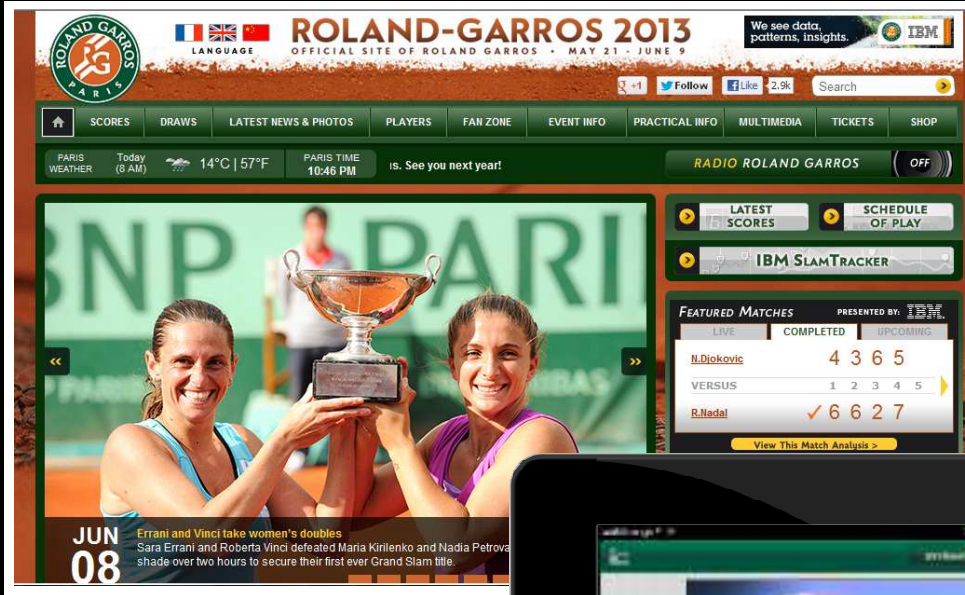 ROLAND GARROS
PARIS
LANGUAGE
ROLAND-GARROS 2013
OFFICIAL SITE OF ROLAND GARROS • MAY 21 - JUNE 9
We see data,
patterns, insights.
IBM
+1
Follow
Like
2.9k
Search
SCORES DRAWS LATEST NEWS & PHOTOS PLAYERS FAN ZONE EVENT INFO PRACTICAL INFO MULTIMEDIA TICKETS SHOP
PARIS WEATHER
Today (8 AM)
14°C | 57°F
PARIS TIME
10:46 PM
See you next year!
RADIO ROLAND GARROS
OFF
BNP PARI
BAS
LATEST SCORES
SCHEDULE OF PLAY
IBM SLAMTRACKER
FEATURED MATCHES PRESENTED BY: IBM.
LIVE COMPLETED UPCOMING
N.Djokovic 4 3 6 5
VERSUS 1 2 3 4 5
R.Nadal ✓ 6 6 2 7
View This Match Analysis >
JUN
08
Errani and Vinci take women's doubles
Sara Errani and Roberta Vinci defeated Maria Kirilenko and Nadia Petrova
shade over two hours to secure their first ever Grand Slam title.